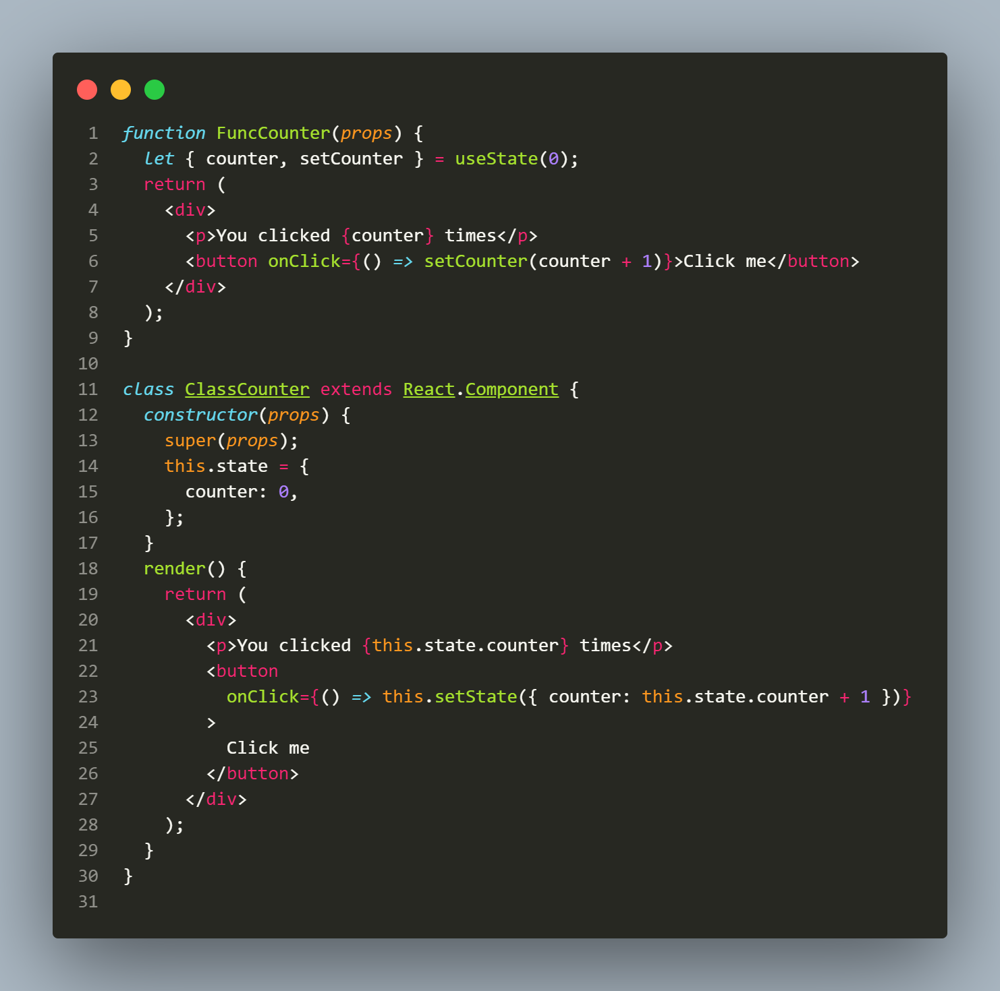 1 function FuncCounter(props) {
2   let { counter, setCounter } = useState(0);
3   return (
4     <div>
5       <p>You clicked {counter} times</p>
6       <button onClick={() => setCounter(counter + 1)}>Click me</button>
7     </div>
8   );
9 }
10
11 class ClassCounter extends React.Component {
12   constructor(props) {
13     super(props);
14     this.state = {
15       counter: 0,
16     };
17   }
18   render() {
19     return (
20       <div>
21         <p>You clicked {this.state.counter} times</p>
22         <button
23           onClick={() => this.setState({ counter: this.state.counter + 1 })}
24         >
25           Click me
26         </button>
27       </div>
28     );
29   }
30 }
31